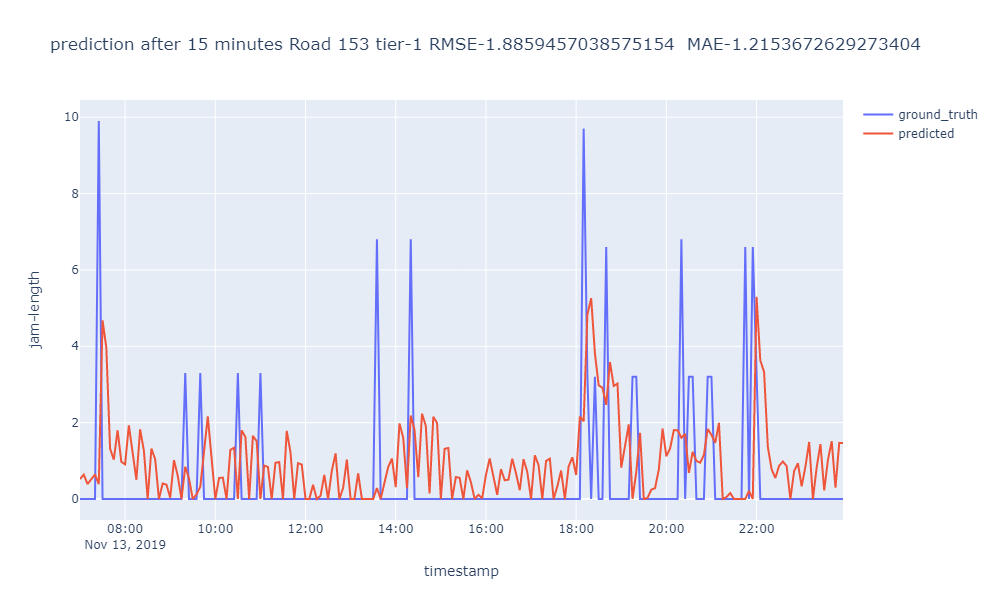 prediction after 15 minutes Road 153 tier-1 RMSE-1.8859457038575154  MAE-1.2153672629273404
ground_truth
predicted
10
8
6
4
2
0
jam-length
08:00 10:00 12:00 14:00 16:00 18:00 20:00 22:00
Nov 13, 2019
timestamp